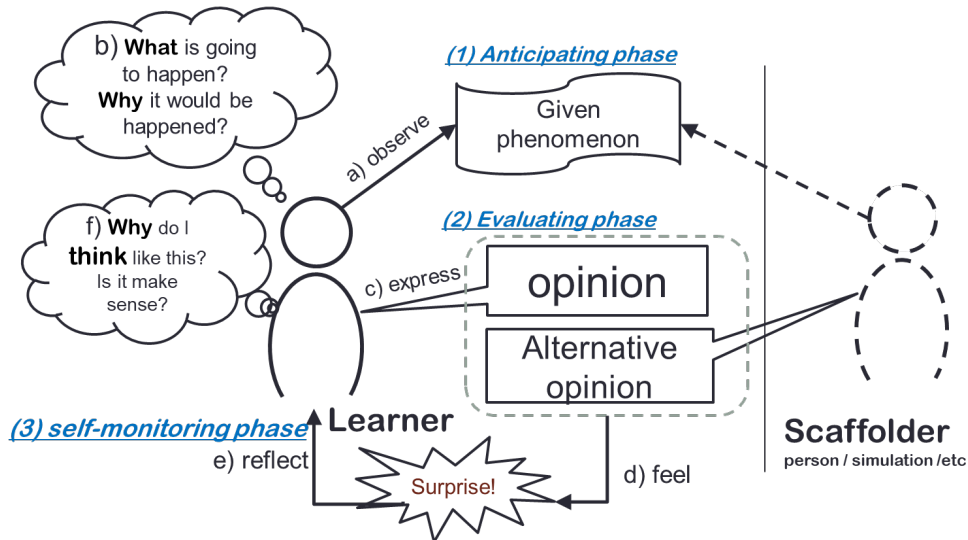 b) What is going
to happen?
Why it would be
happened?
(1) Anticipating phase
Given
phenomenon
a) observe
f) Why do I
think like this?
Is it make
sense?
(2) Evaluating phase
c) express
opinion
Alternative
opinion
(3) self-monitoring phase
Learner
e) reflect
Surprise!
d) feel
Scaffolder
person / simulation /etc